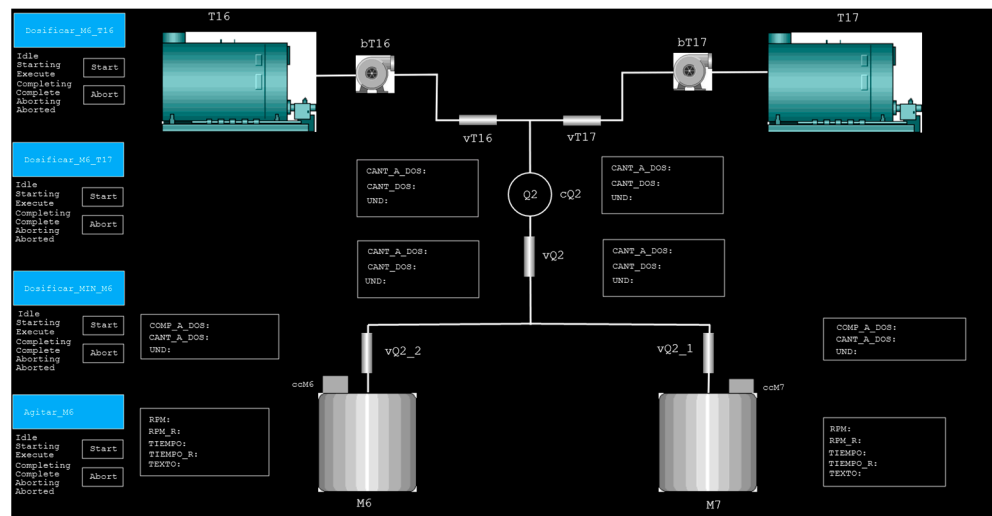 T16
T17
Dosificar_M6_T16
Idle
Starting
Execute
Completing
Complete
Aborting
Aborted
Start
Abort
bT16
bT17
vT16
vT17
Dosificar_M6_T17
Idle
Starting
Execute
Completing
Complete
Aborting
Aborted
Start
Abort
CANT_A_DOS:
CANT_DOS:
UND:
Q2
cQ2
CANT_A_DOS:
CANT_DOS:
UND:
CANT_A_DOS:
CANT_DOS:
UND:
vQ2
CANT_A_DOS:
CANT_DOS:
UND:
Dosificar_MIN_M6
Idle
Starting
Execute
Completing
Complete
Aborting
Aborted
Start
Abort
COMP_A_DOS:
CANT_A_DOS:
UND:
vQ2_2
vQ2_1
COMP_A_DOS:
CANT_A_DOS:
UND:
ccM6
ccM7
Agitar_M6
Idle
Starting
Execute
Completing
Complete
Aborting
Aborted
Start
Abort
RPM:
RPM_R:
TIEMPO:
TIEMPO_R:
TEXTO:
RPM:
RPM_R:
TIEMPO:
TIEMPO_R:
TEXTO:
M6
M7